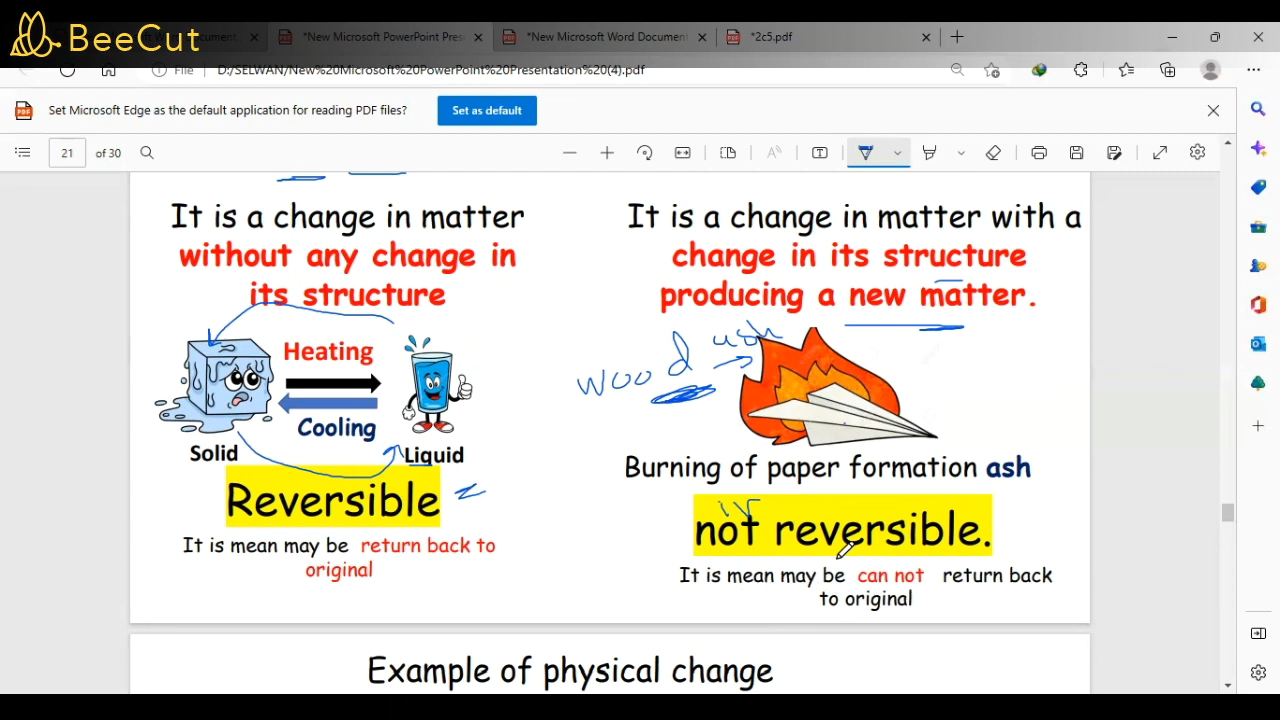 BeeCut
*New Microsoft PowerPoint Pres
*New Microsoft Word Document
*2c5.pdf
File
D:/SELWAN/New%20Microsoft%20PowerPoint%20Presentation%20(4).pdf
Set Microsoft Edge as the default application for reading PDF files?
Set as default
21 of 30
It is a change in matter
without any change in
its structure
Heating
Cooling
Solid
Liquid
Reversible
It is mean may be return back to
original
It is a change in matter with a
change in its structure
producing a new matter.
wood → ash
Burning of paper formation ash
not reversible.
It is mean may be can not return back
to original
Example of physical change